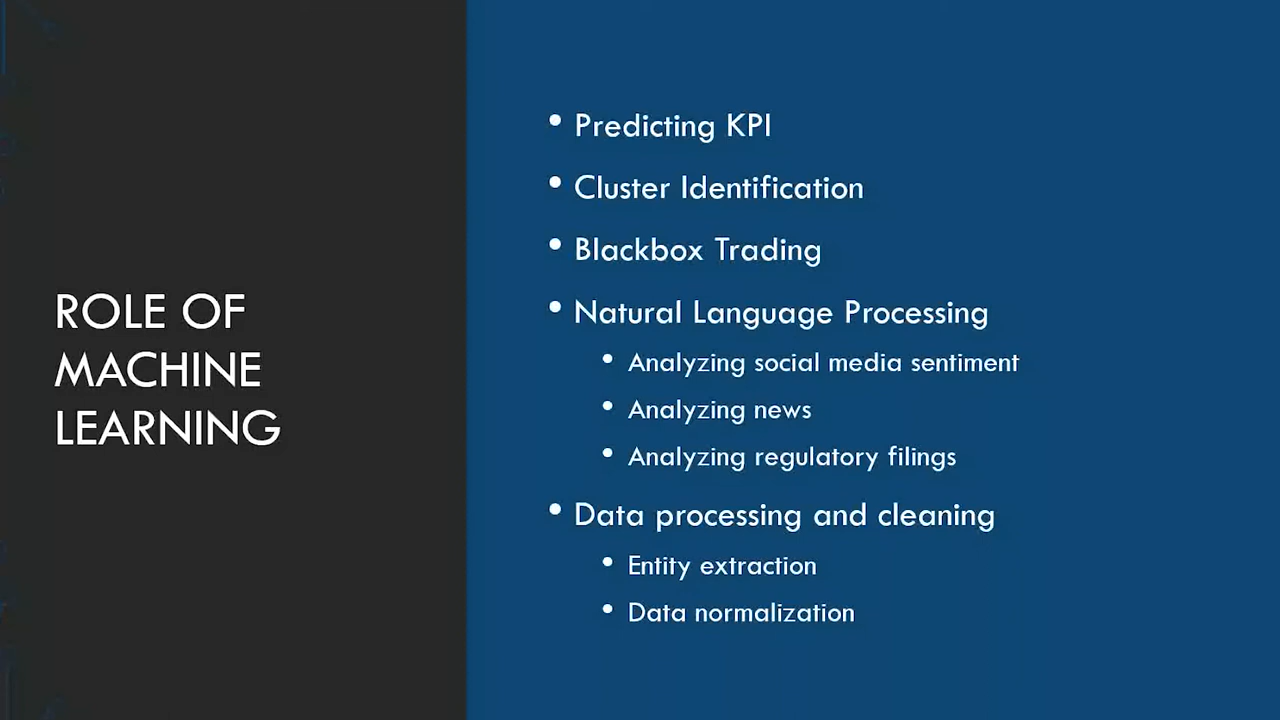 ROLE OF
MACHINE
LEARNING
• Predicting KPI
• Cluster Identification
• Blackbox Trading
• Natural Language Processing
• Analyzing social media sentiment
• Analyzing news
• Analyzing regulatory filings
• Data processing and cleaning
• Entity extraction
• Data normalization